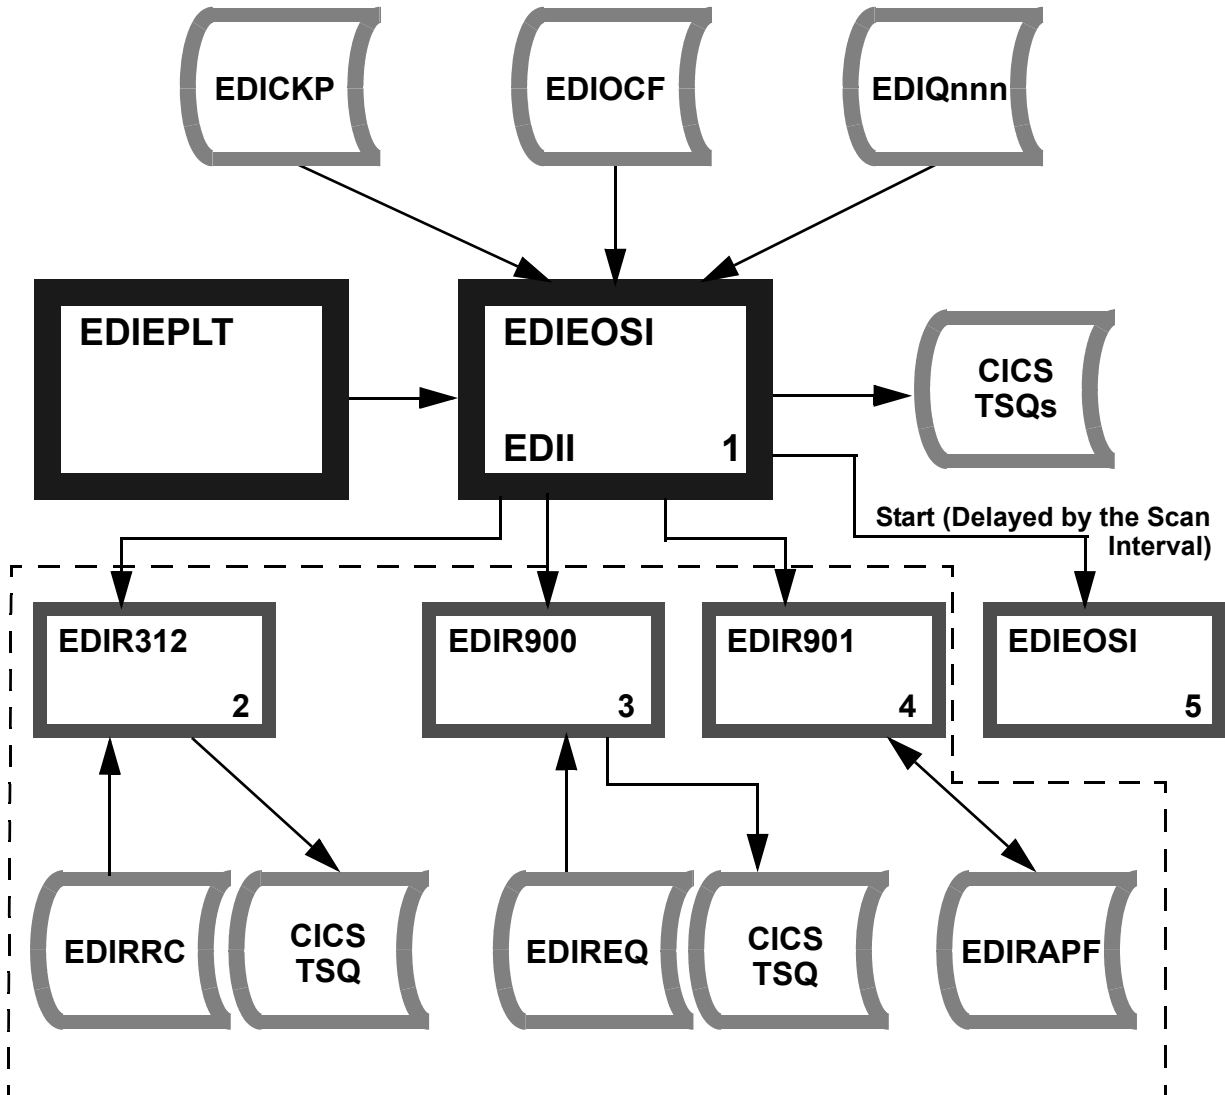 EDICKP
EDIOCF
EDIQnnn
EDIEPLT
EDIEOSI
EDII 1
CICS
TSQs
Start (Delayed by the Scan
Interval)
EDIR312
2
EDIR900
3
EDIR901
4
EDIEOSI
5
EDIRRC
CICS
TSQ
EDIREQ
CICS
TSQ
EDIRAPF